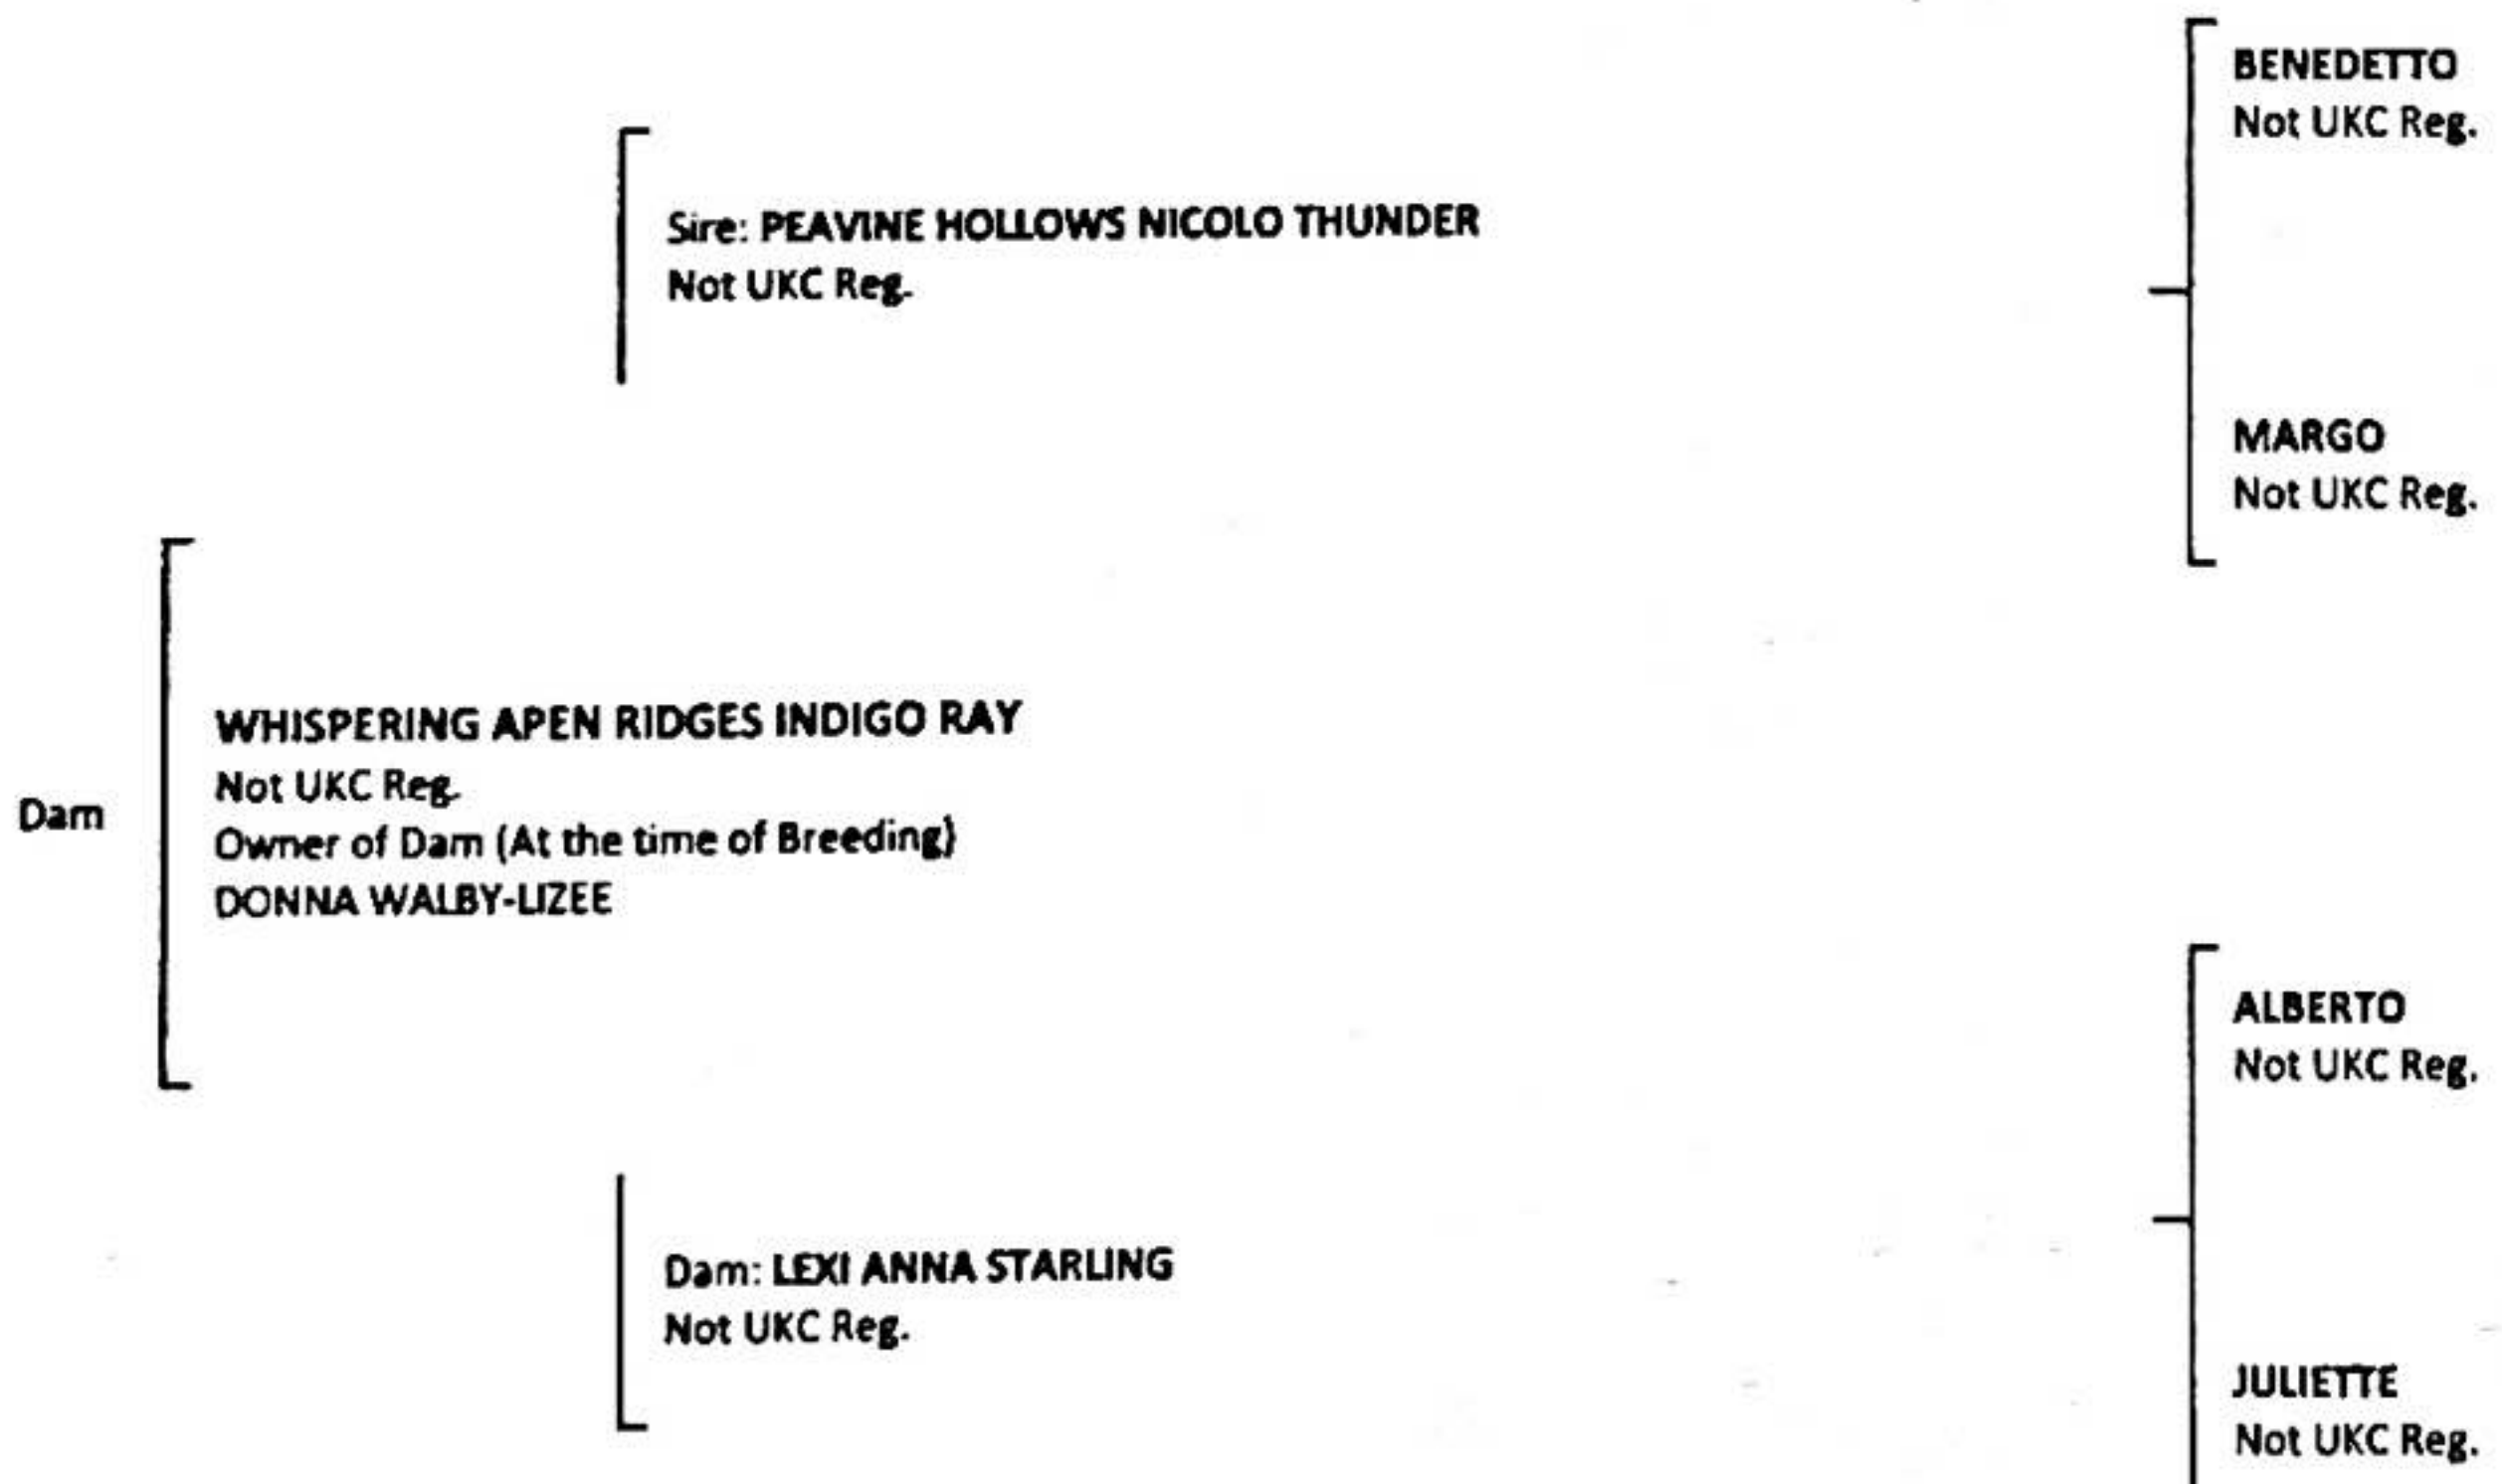 BENEDETTO
Not UKC Reg.
Sire: PEAVINE HOLLOWS NICOLO THUNDER
Not UKC Reg.
MARGO
Not UKC Reg.
WHISPERING APEN RIDGES INDIGO RAY
Not UKC Reg.
Dam
Owner of Dam (At the time of Breeding)
DONNA WALBY-LIZEE
ALBERTO
Not UKC Reg.
Dam: LEXI ANNA STARLING
Not UKC Reg.
JULIETTE
Not UKC Reg.